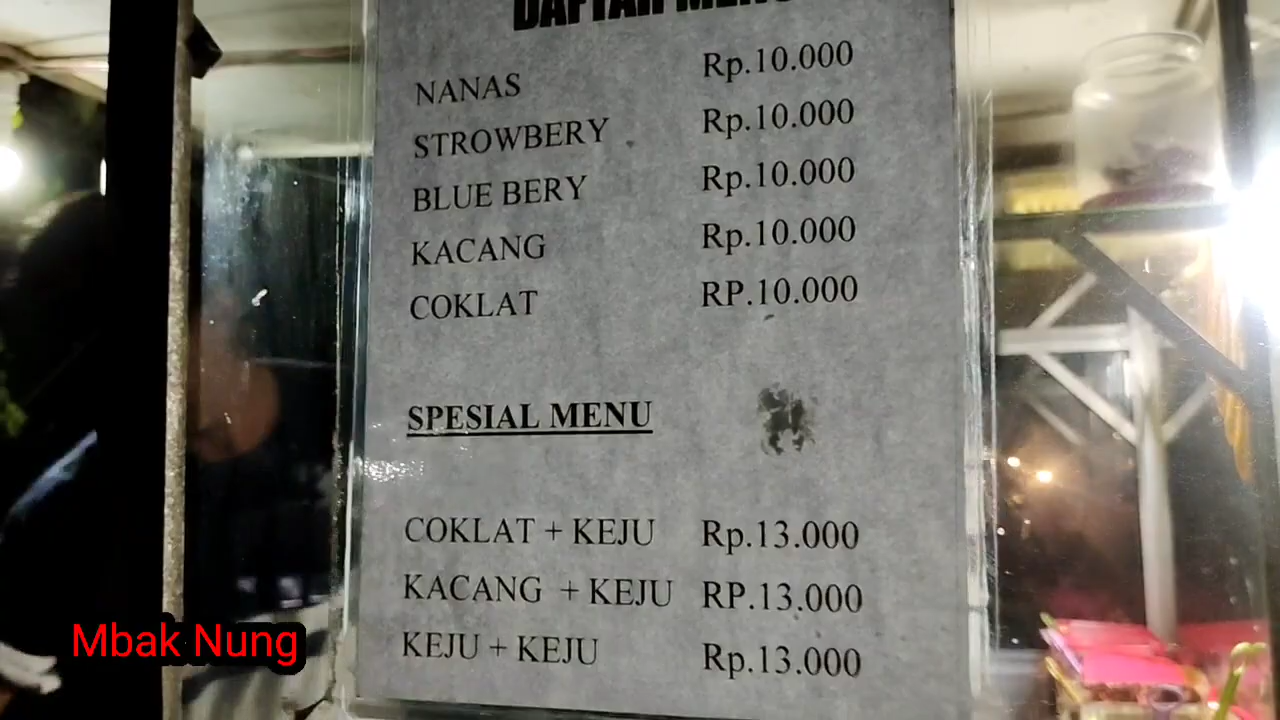 DAFTAR MENU
NANAS Rp.10.000
STROWBERY Rp.10.000
BLUE BERY Rp.10.000
KACANG Rp.10.000
COKLAT RP.10.000
SPESIAL MENU
COKLAT + KEJU Rp.13.000
KACANG + KEJU RP.13.000
KEJU + KEJU Rp.13.000
Mbak Nung